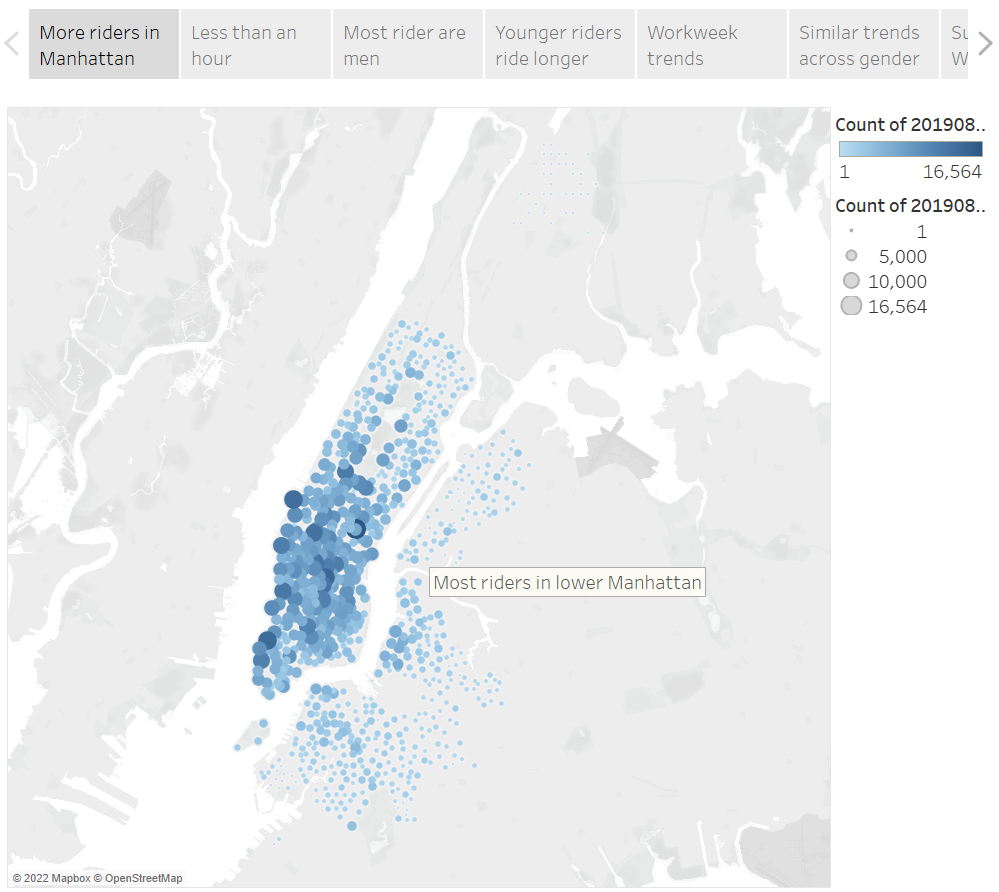 More riders in
Manhattan
Less than an
hour
Most rider are
men
Younger riders
ride longer
Workweek
trends
Similar trends
across gender
Su
W
Count of 201908..
1 16,564
Count of 201908..
1
5,000
10,000
16,564
Most riders in lower Manhattan
© 2022 Mapbox © OpenStreetMap